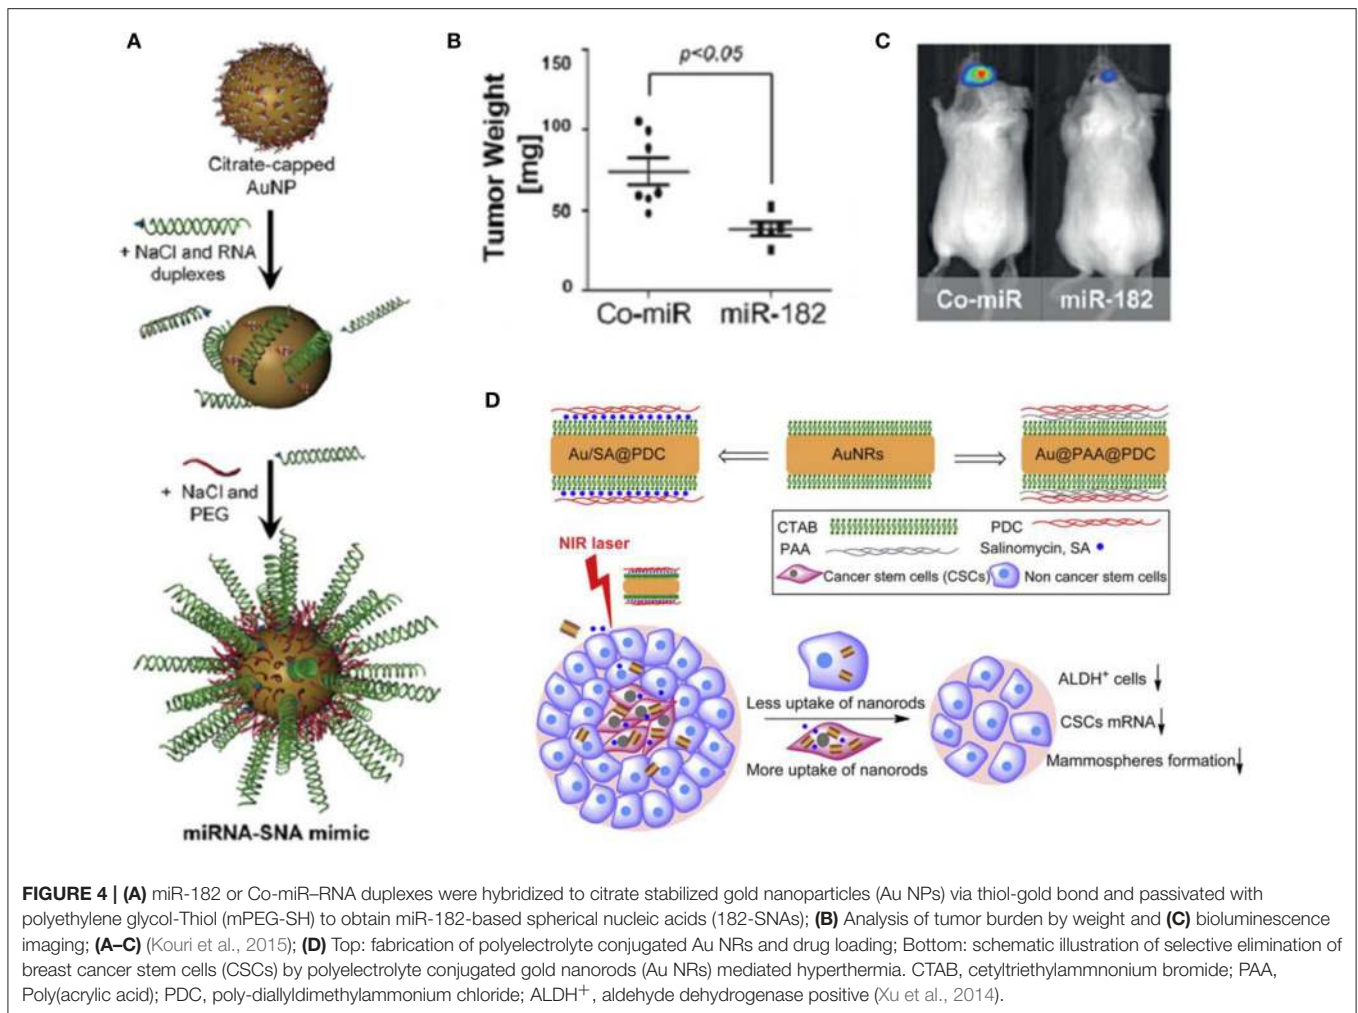 A
Citrate-capped
AuNP
+ NaCl and RNA
duplexes
+ NaCl and
PEG
miRNA-SNA mimic
B
Tumor Weight
[mg]
150
100
50
0
p<0.05
Co-miR
miR-182
C
Co-miR
miR-182
D
Au/SA@PDC
AuNRs
Au@PAA@PDC
CTAB
PDC
PAA
Salinomycin, SA
Cancer stem cells (CSCs)
Non cancer stem cells
NIR laser
Less uptake of nanorods
More uptake of nanorods
ALDH+ cells
CSCs mRNA
Mammospheres formation
FIGURE 4 | (A) miR-182 or Co-miR–RNA duplexes were hybridized to citrate stabilized gold nanoparticles (Au NPs) via thiol-gold bond and passivated with
polyethylene glycol-Thiol (mPEG-SH) to obtain miR-182-based spherical nucleic acids (182-SNAs); (B) Analysis of tumor burden by weight and (C) bioluminescence
imaging; (A–C) (Kouri et al., 2015); (D) Top: fabrication of polyelectrolyte conjugated Au NRs and drug loading; Bottom: schematic illustration of selective elimination of
breast cancer stem cells (CSCs) by polyelectrolyte conjugated gold nanorods (Au NRs) mediated hyperthermia. CTAB, cetyltriethylammnonium bromide; PAA,
Poly(acrylic acid); PDC, poly-diallyldimethylammonium chloride; ALDH+, aldehyde dehydrogenase positive (Xu et al., 2014).